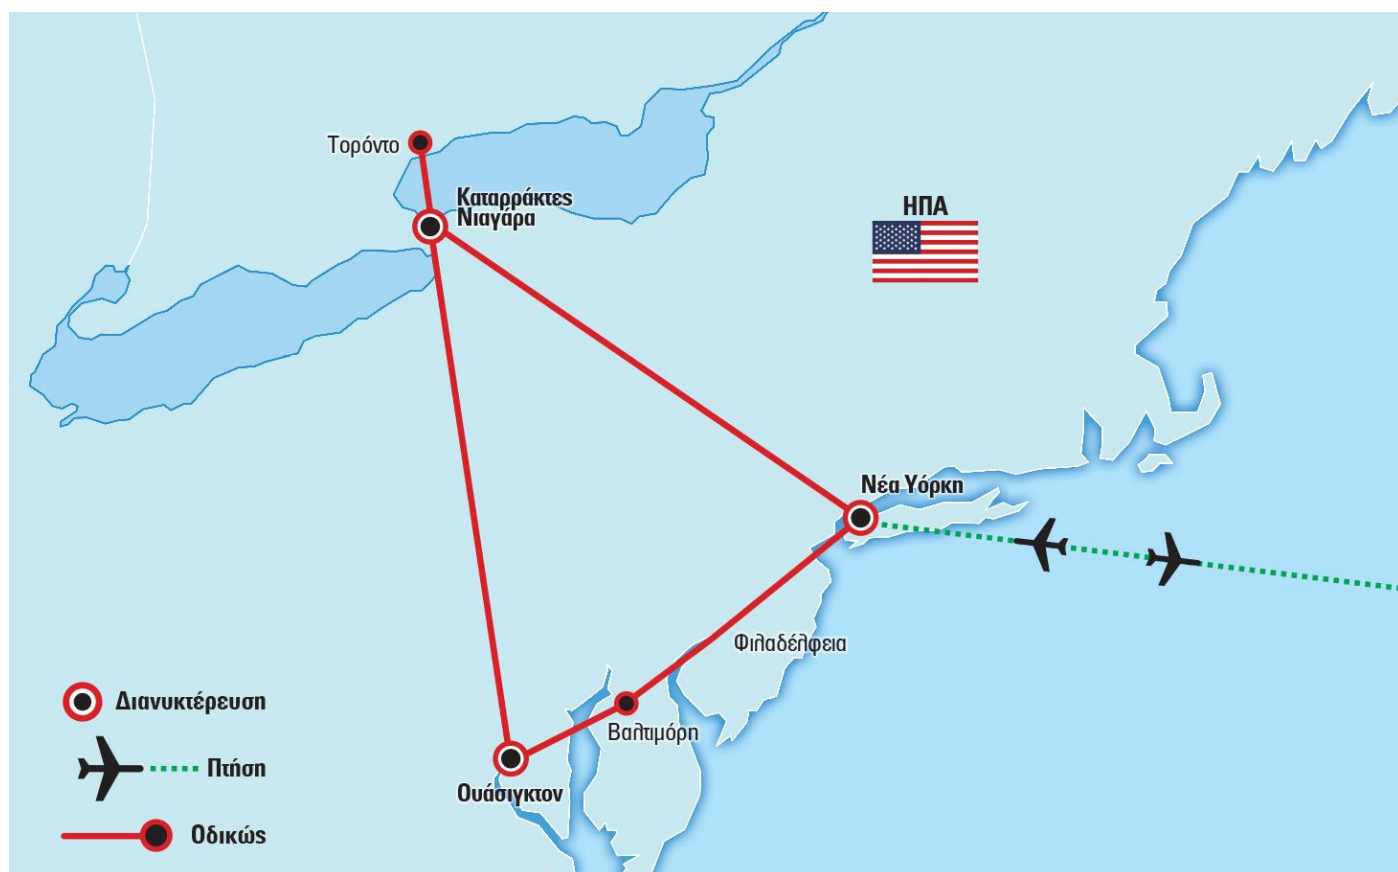 Τορόντο
Καταρράκτες
Νιαγάρα
ΗΠΑ
Νέα Υόρκη
Φιλαδέλφεια
Βαλτιμόρη
Ουάσιγκτον
Διανυκτέρευση
Πτήση
Οδικώς